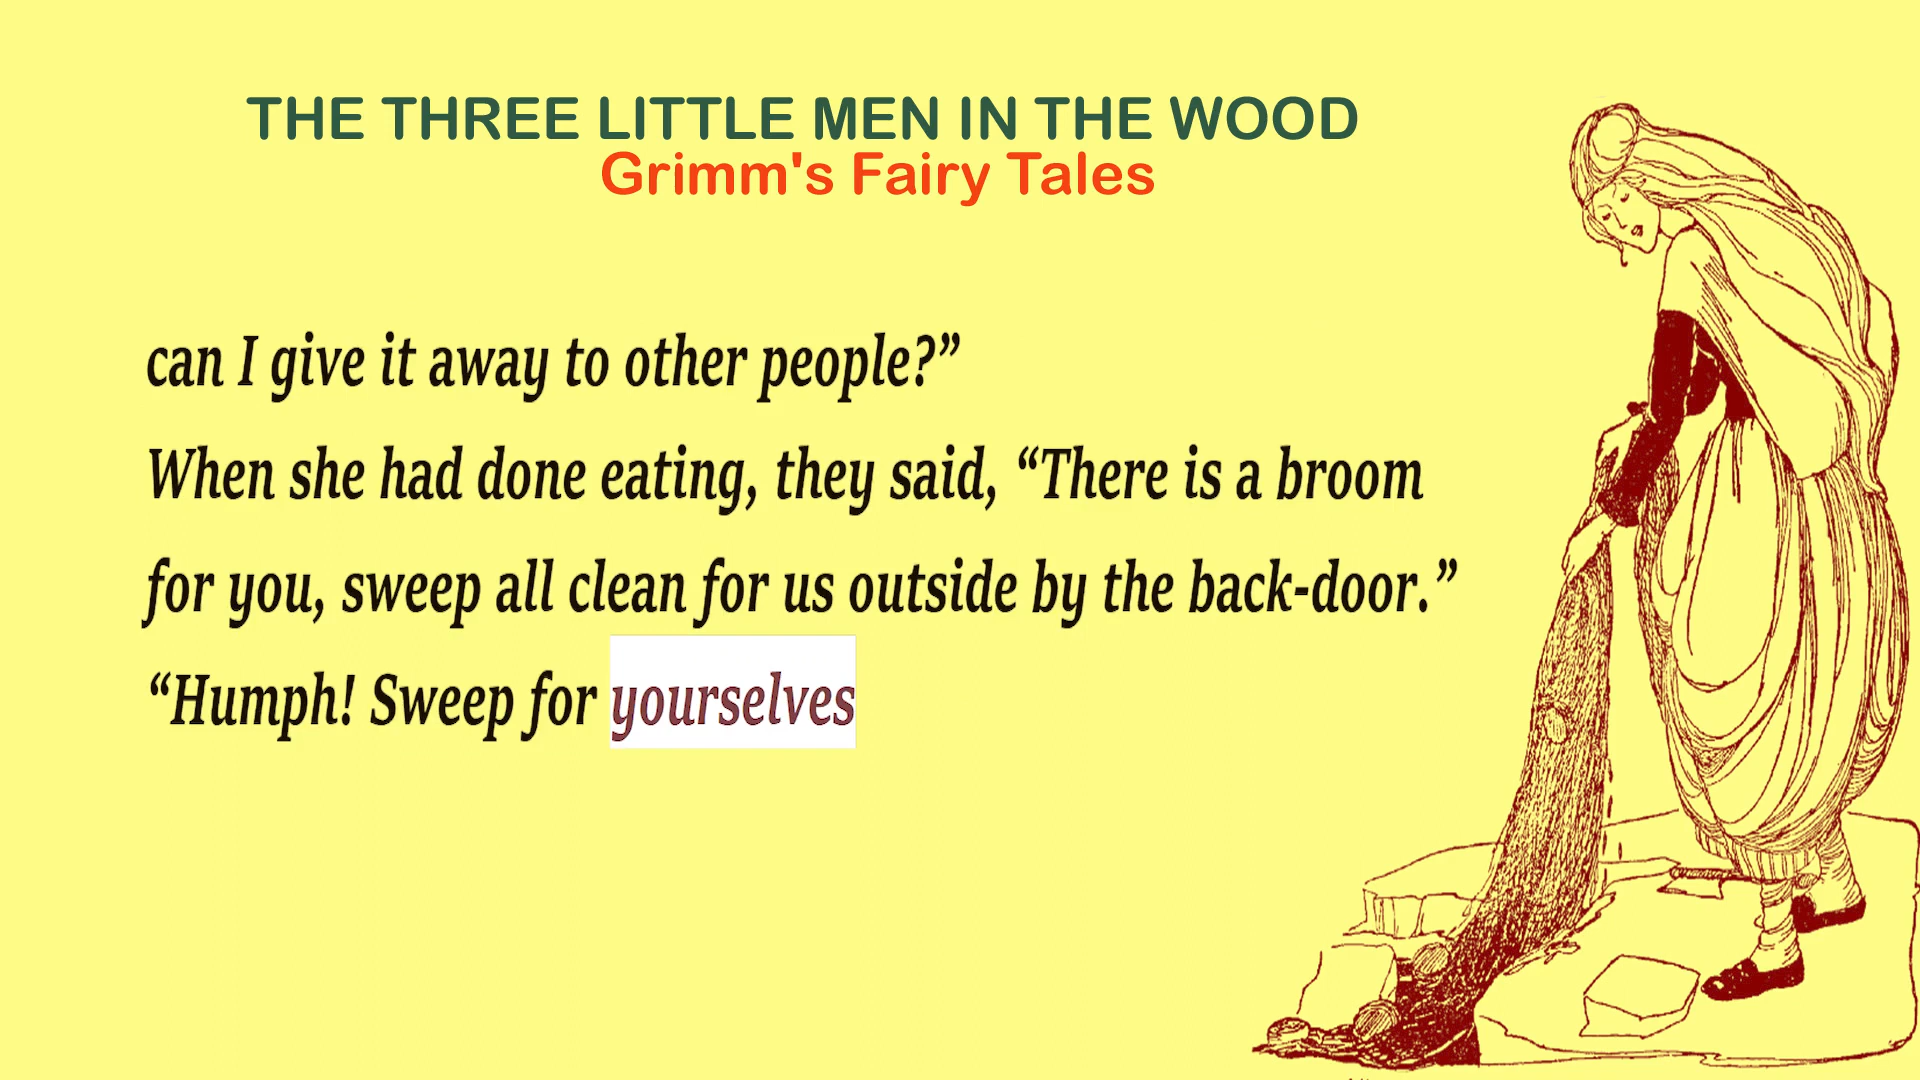 THE THREE LITTLE MEN IN THE WOOD
Grimm's Fairy Tales
can I give it away to other people?”
When she had done eating, they said, “There is a broom
for you, sweep all clean for us outside by the back-door.”
“Humph! Sweep for yourselves